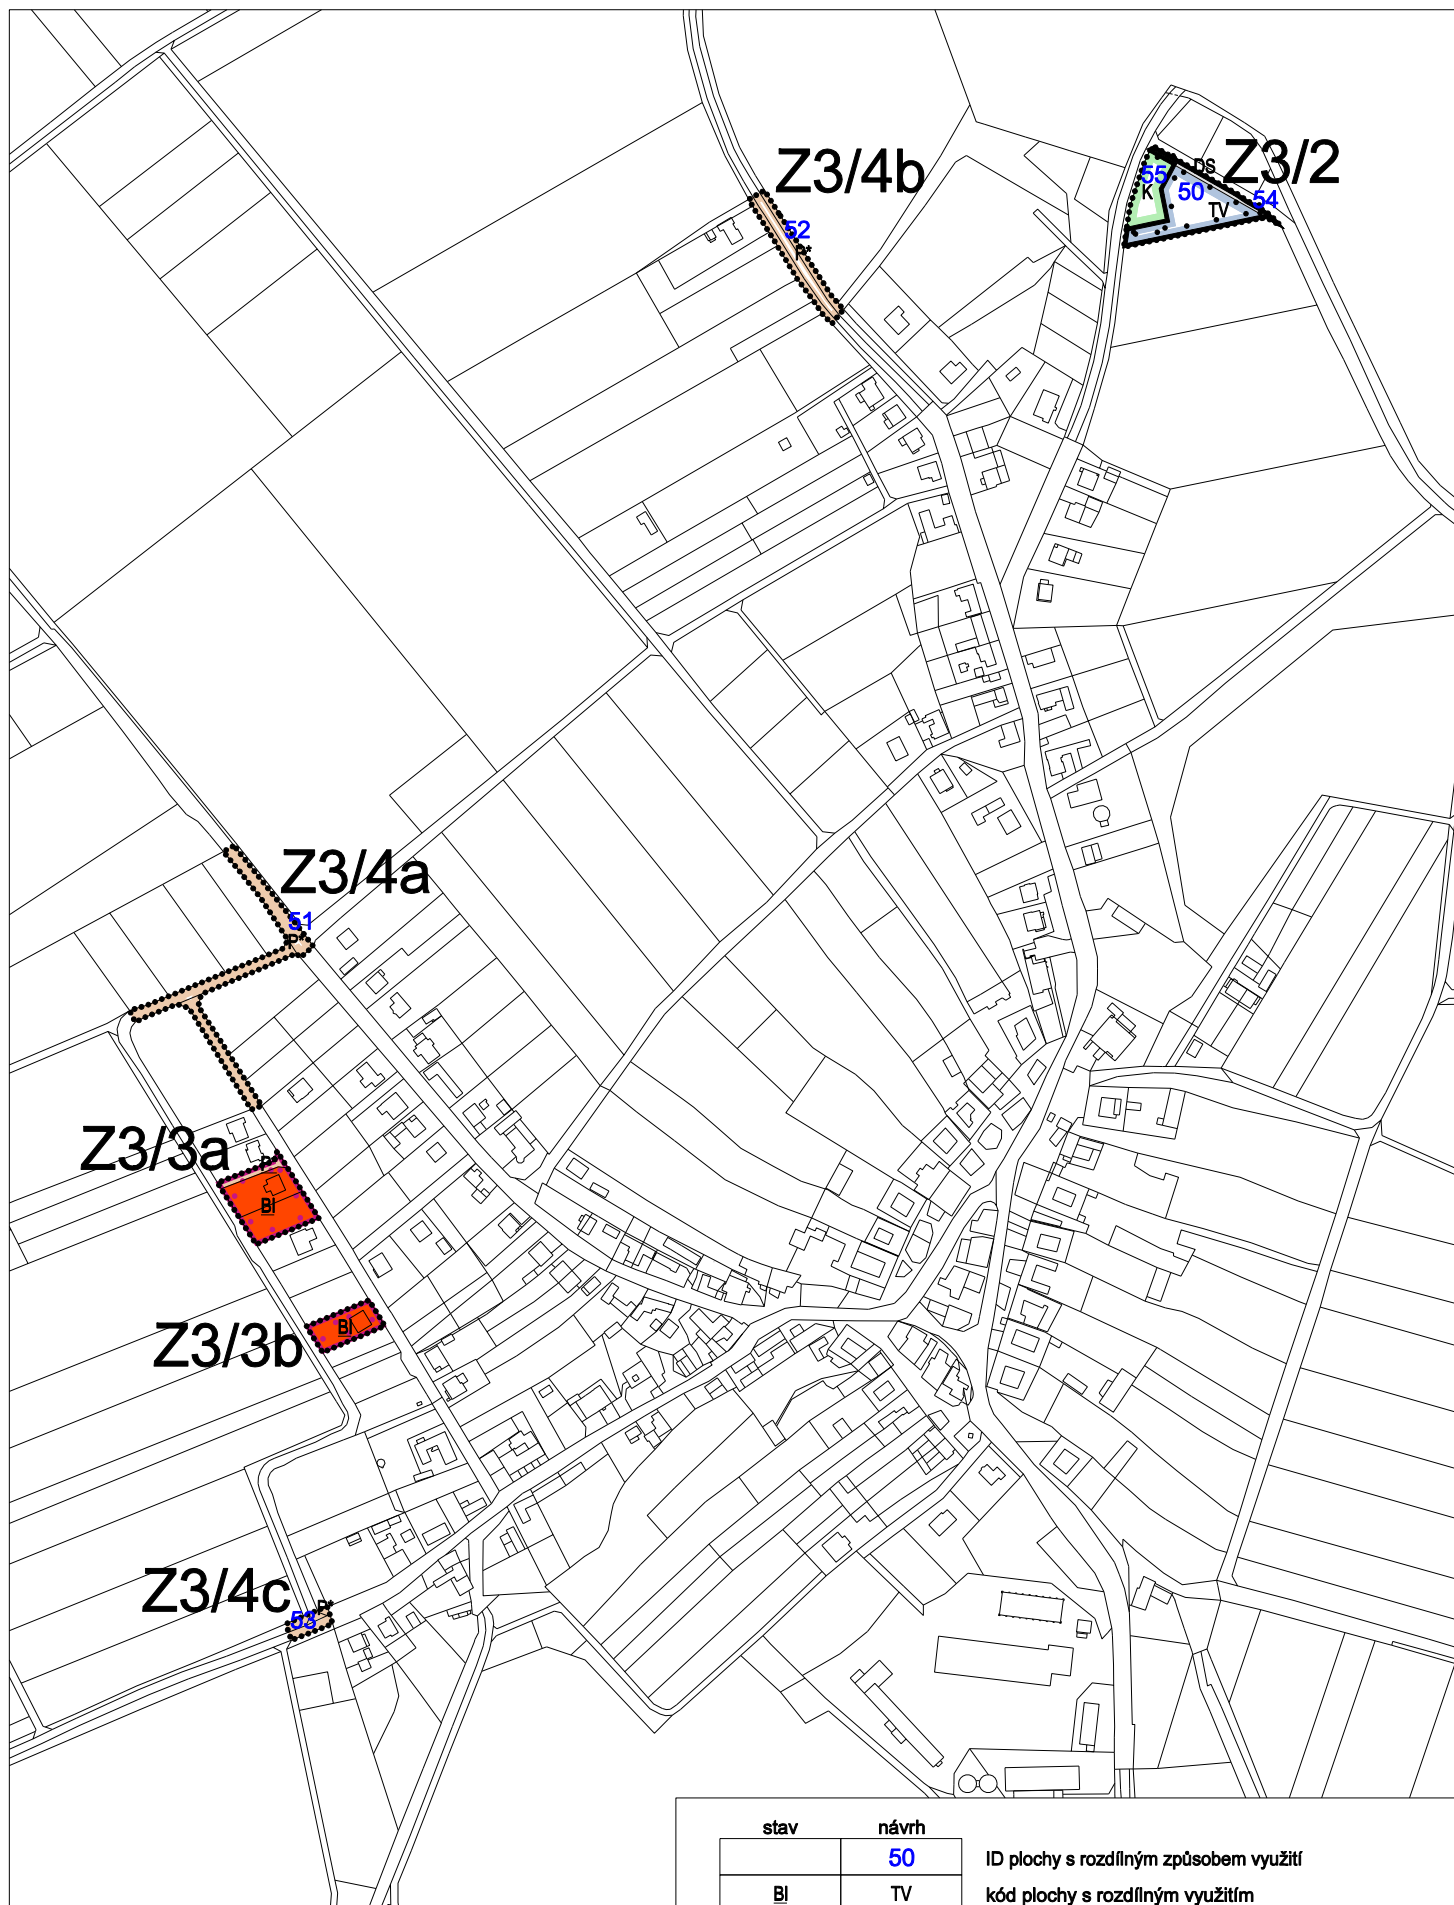 Z3/4b
52
P*
Z3/2
DS
55
K
50
TV
54
Z3/4a
51
P*
Z3/3a
BI
Z3/3b
BI
Z3/4c
53
P*
stav návrh
50 ID plochy s rozdílným způsobem využití
BI TV kód plochy s rozdílným využitím